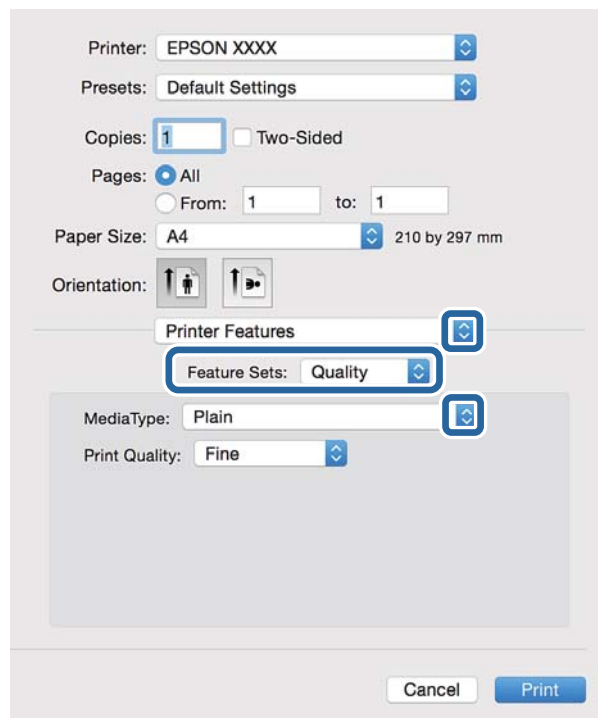 Printer: EPSON XXXX
Presets: Default Settings
Copies: 1 Two-Sided
Pages: All
From: 1 to: 1
Paper Size: A4 210 by 297 mm
Orientation:
Printer Features
Feature Sets: Quality
MediaType: Plain
Print Quality: Fine
Cancel Print